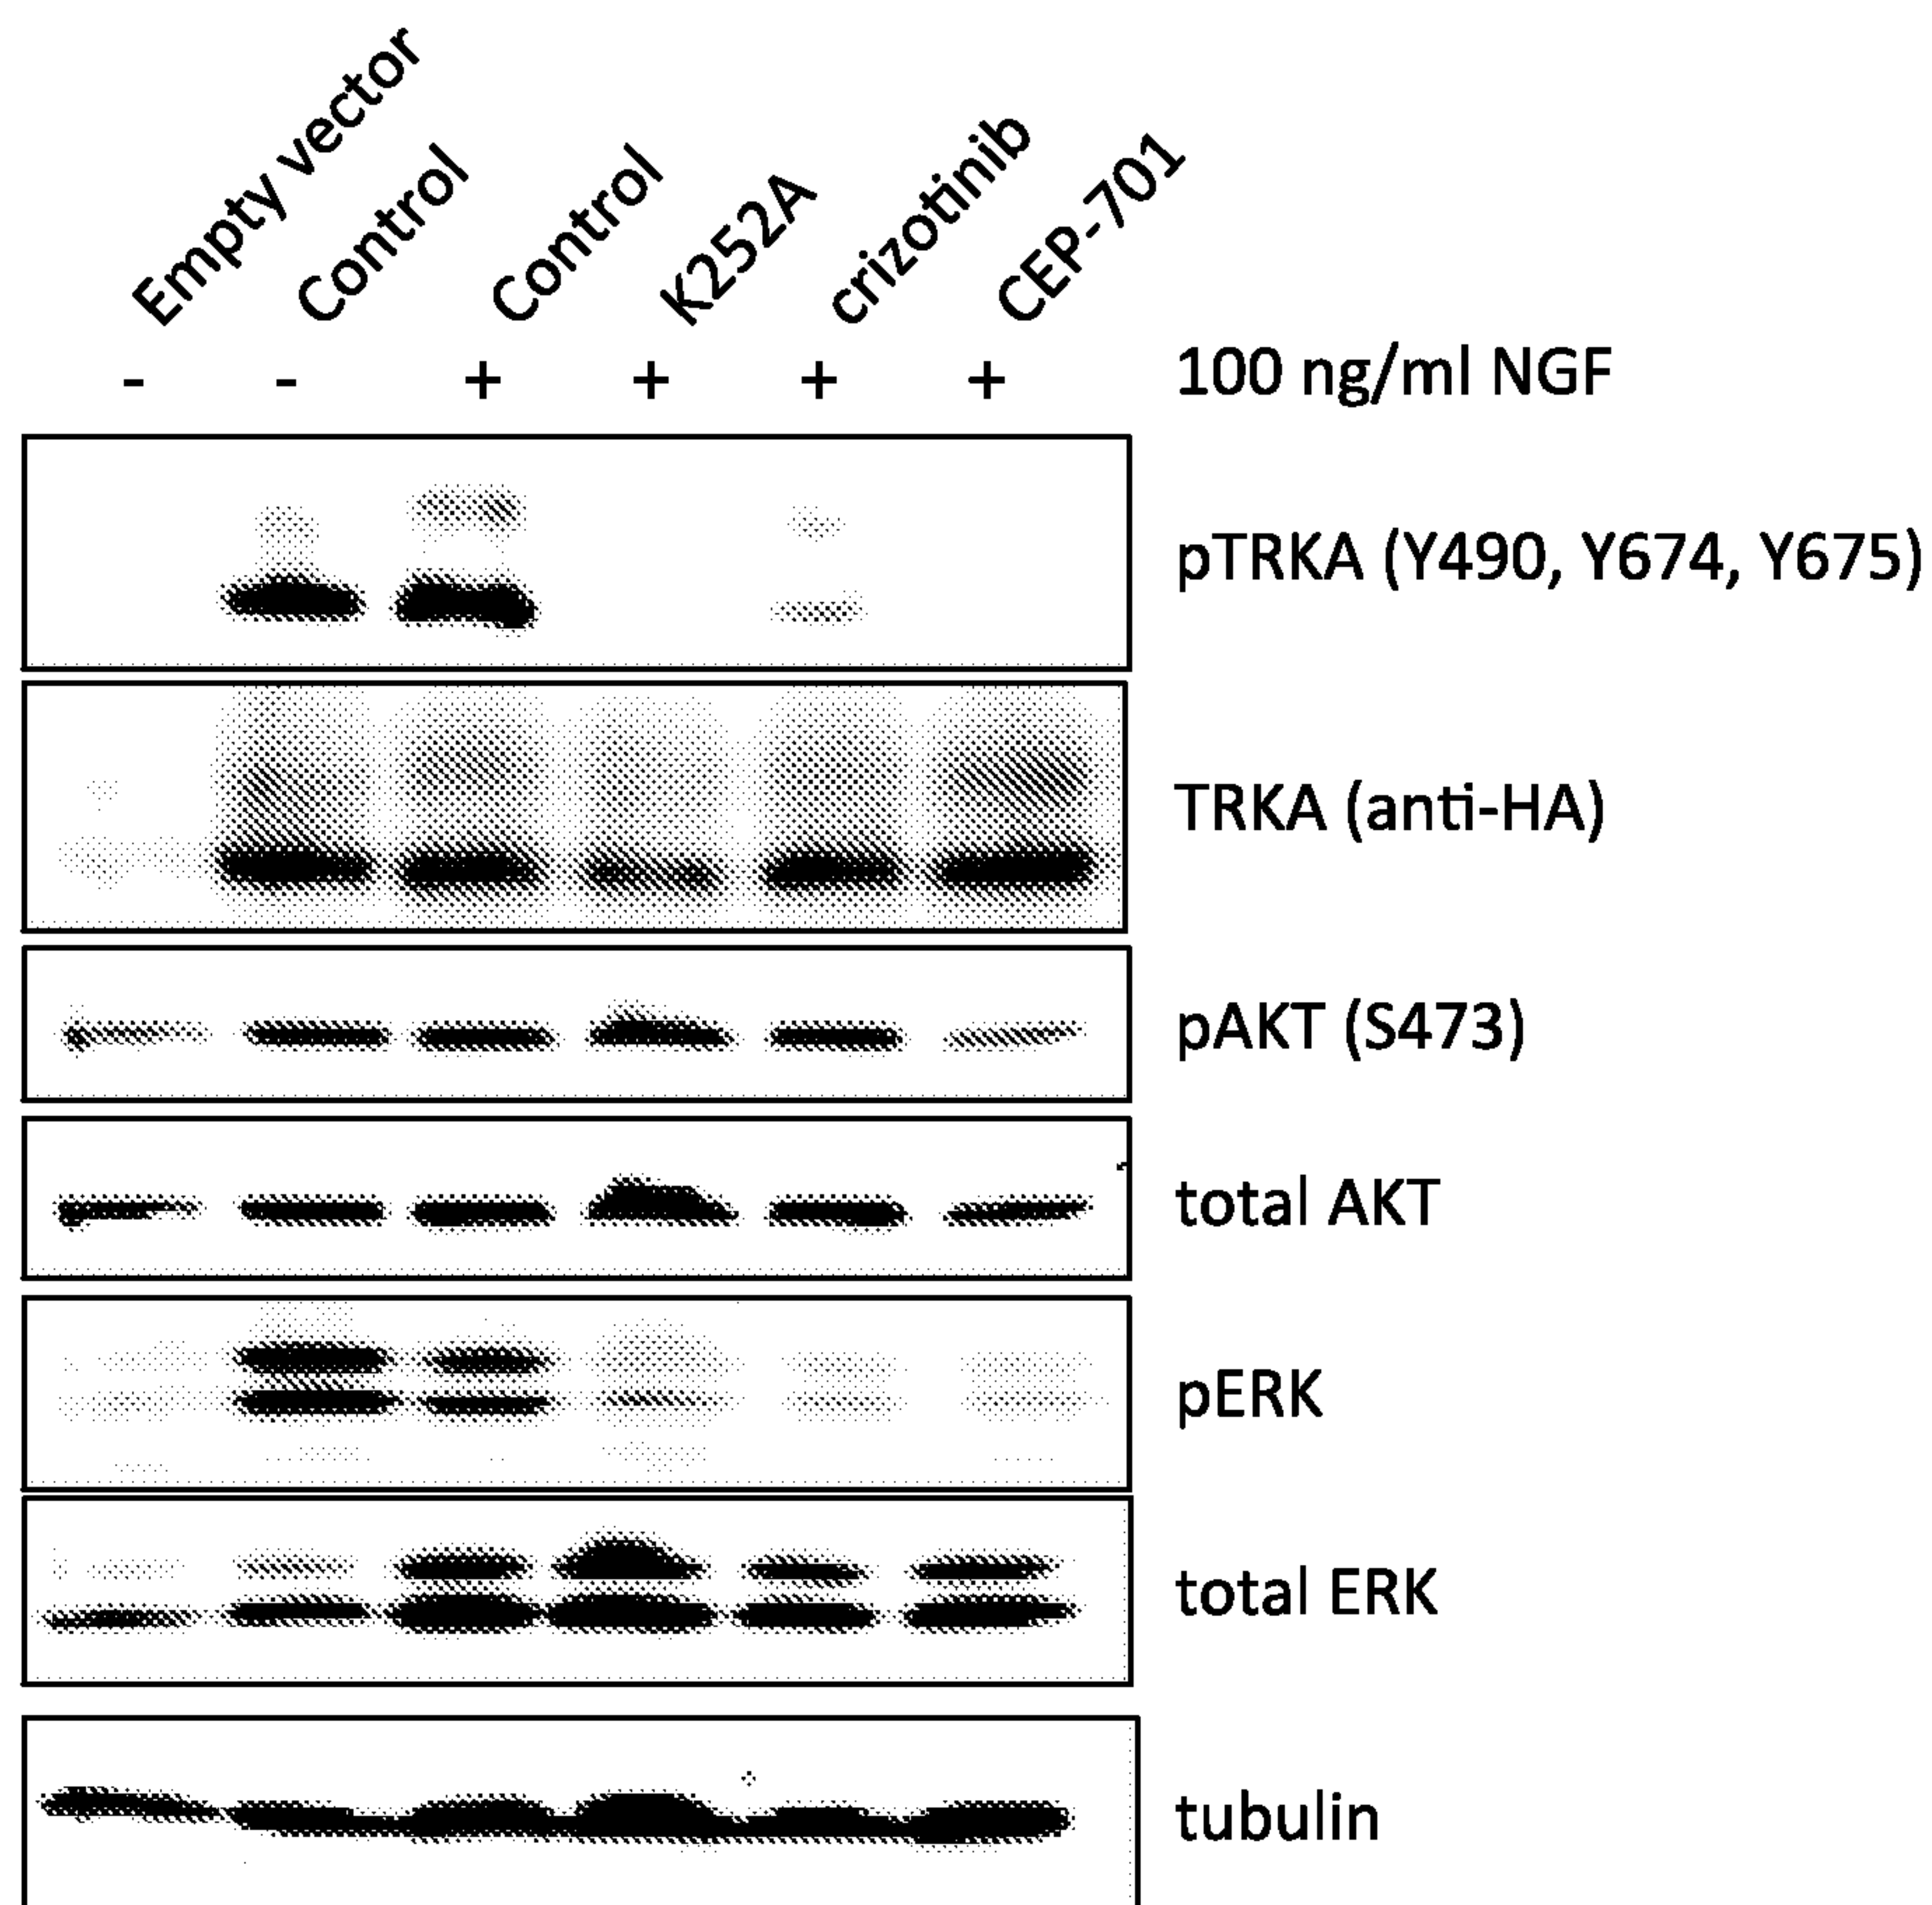 Empty vector
Control
Control
K252A
crizotinib
CEP-701
- - + + + + 100 ng/ml NGF
pTRKA (Y490, Y674, Y675)
TRKA (anti-HA)
pAKT (S473)
total AKT
pERK
total ERK
tubulin